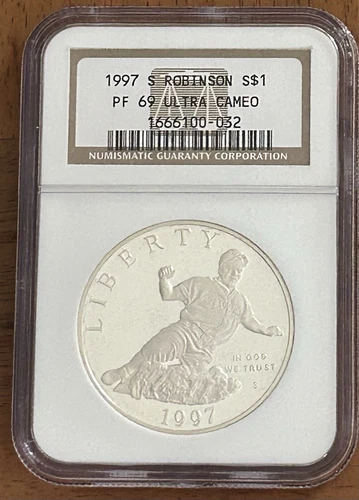 1997 S ROBINSON S$1
PF 69 ULTRA CAMEO
1666100-032
NUMISMATIC GUARANTY CORPORATION
LIBERTY
IN GOD
WE TRUST
S
1997